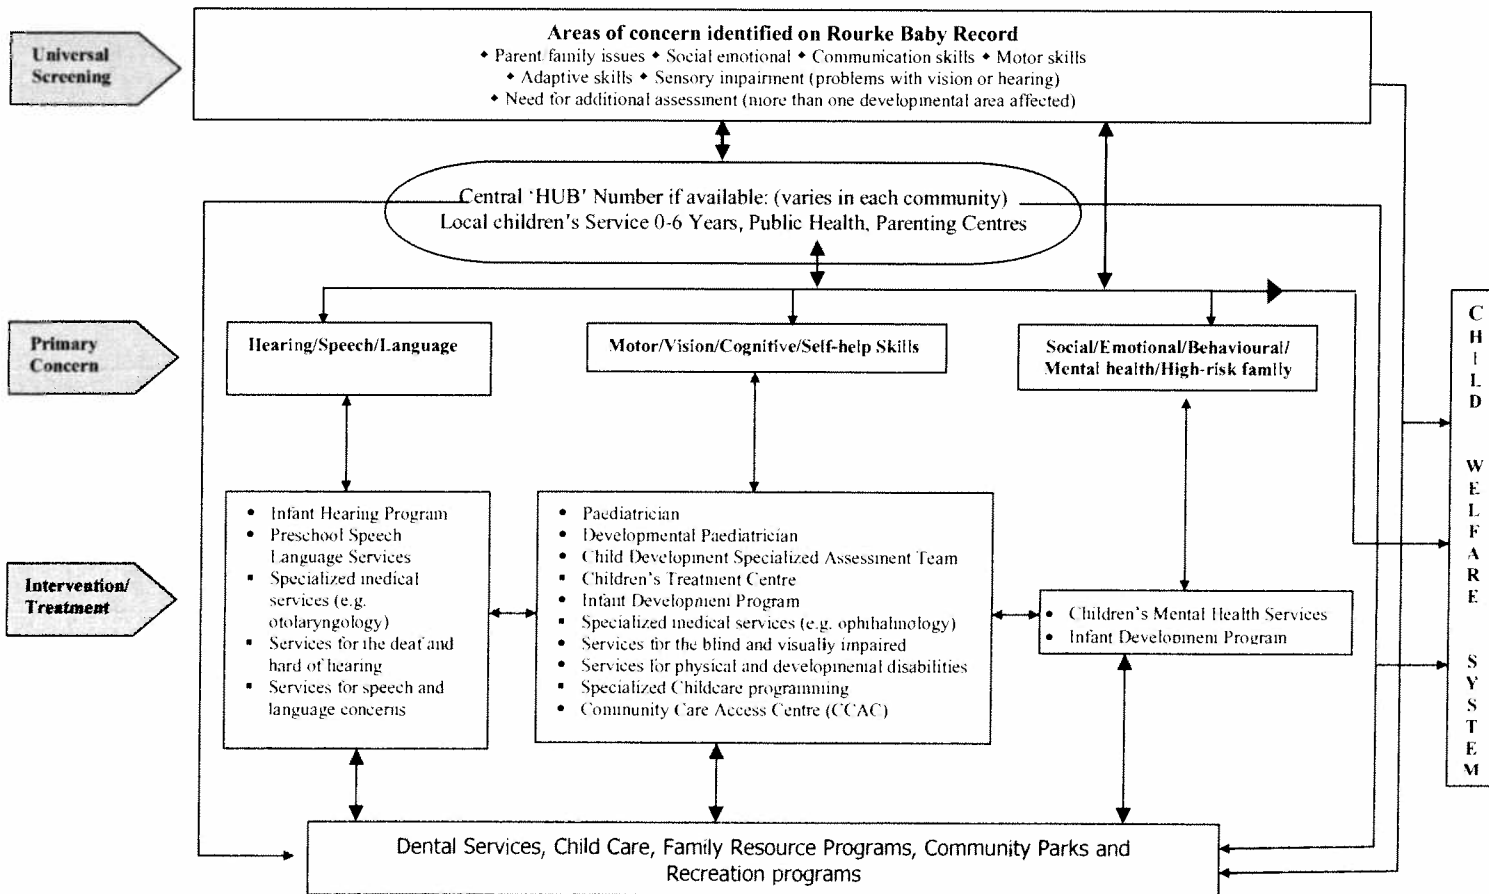 Universal
Screening
Areas of concern identified on Rourke Baby Record
◆ Parent family issues ◆ Social emotional ◆ Communication skills ◆ Motor skills
◆ Adaptive skills ◆ Sensory impairment (problems with vision or hearing)
◆ Need for additional assessment (more than one developmental area affected)
Central ‘HUB’ Number if available: (varies in each community)
Local children's Service 0-6 Years, Public Health, Parenting Centres
Primary
Concern
Hearing/Speech/Language
Motor/Vision/Cognitive/Self-help Skills
Social/Emotional/Behavioural/
Mental health/High-risk family
Intervention/
Treatment
• Infant Hearing Program
• Preschool Speech
Language Services
▪ Specialized medical
services (e.g.
otolaryngology)
▪ Services for the deaf and
hard of hearing
▪ Services for speech and
language concerns
• Paediatrician
• Developmental Paediatrician
• Child Development Specialized Assessment Team
▪ Children's Treatment Centre
• Infant Development Program
▪ Specialized medical services (e.g. ophthalmology)
• Services for the blind and visually impaired
• Services for physical and developmental disabilities
▪ Specialized Childcare programming
• Community Care Access Centre (CCAC)
• Children's Mental Health Services
• Infant Development Program
Dental Services, Child Care, Family Resource Programs, Community Parks and
Recreation programs
CHILD WELFARE SYSTEM